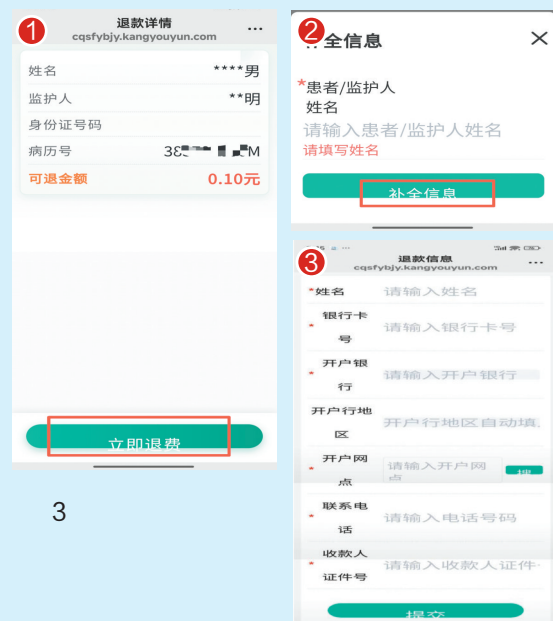 1
退款详情
cqsfybjy.kangyouyun.com
姓名 ****男
监护人 **明
身份证号码
病历号
可退金额 0.10元
立即退费
3
2
全信息
*患者/监护人
姓名
请输入患者/监护人姓名
请填写姓名
补全信息
3
退款信息
cqsfybjy.kangyouyun.com
*姓名 请输入姓名
*银行卡号 请输入银行卡号
*开户银行 请输入开户银行
开户行地区 开户行地区自动填
*开户网点 请输入开户网点
*联系电话 请输入电话号码
*收款人证件号 请输入收款人证件
提交